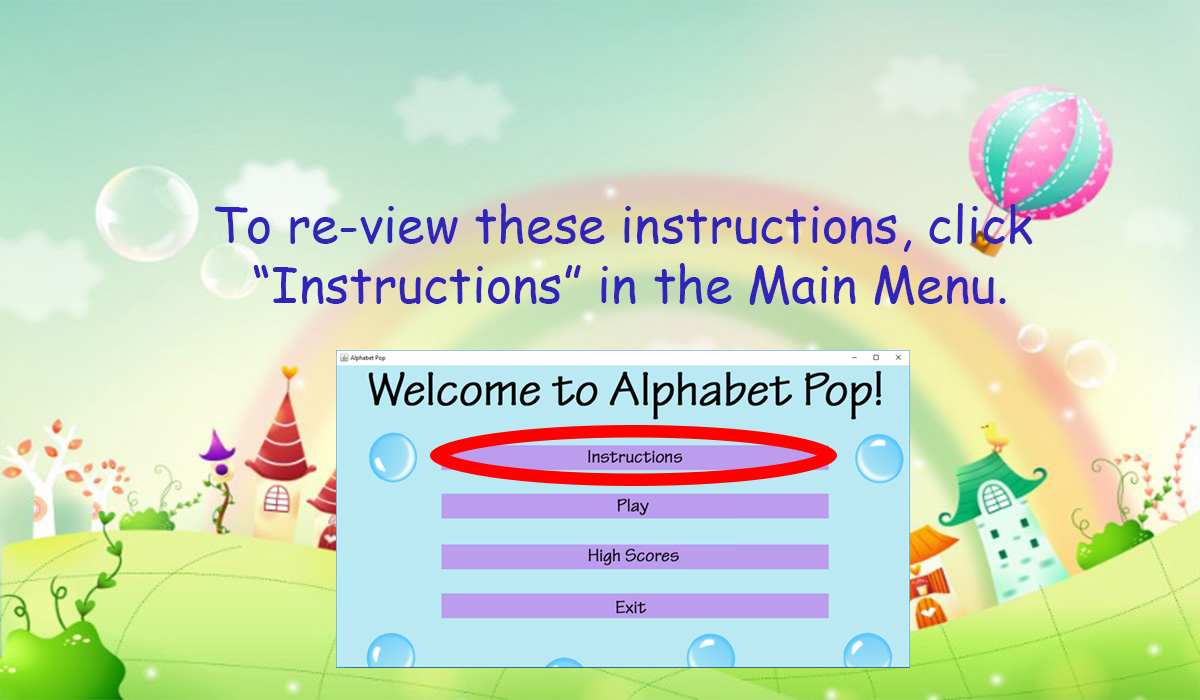 To re-view these instructions, click
“Instructions” in the Main Menu.
Alphabet Pop
Welcome to Alphabet Pop!
Instructions
Play
High Scores
Exit